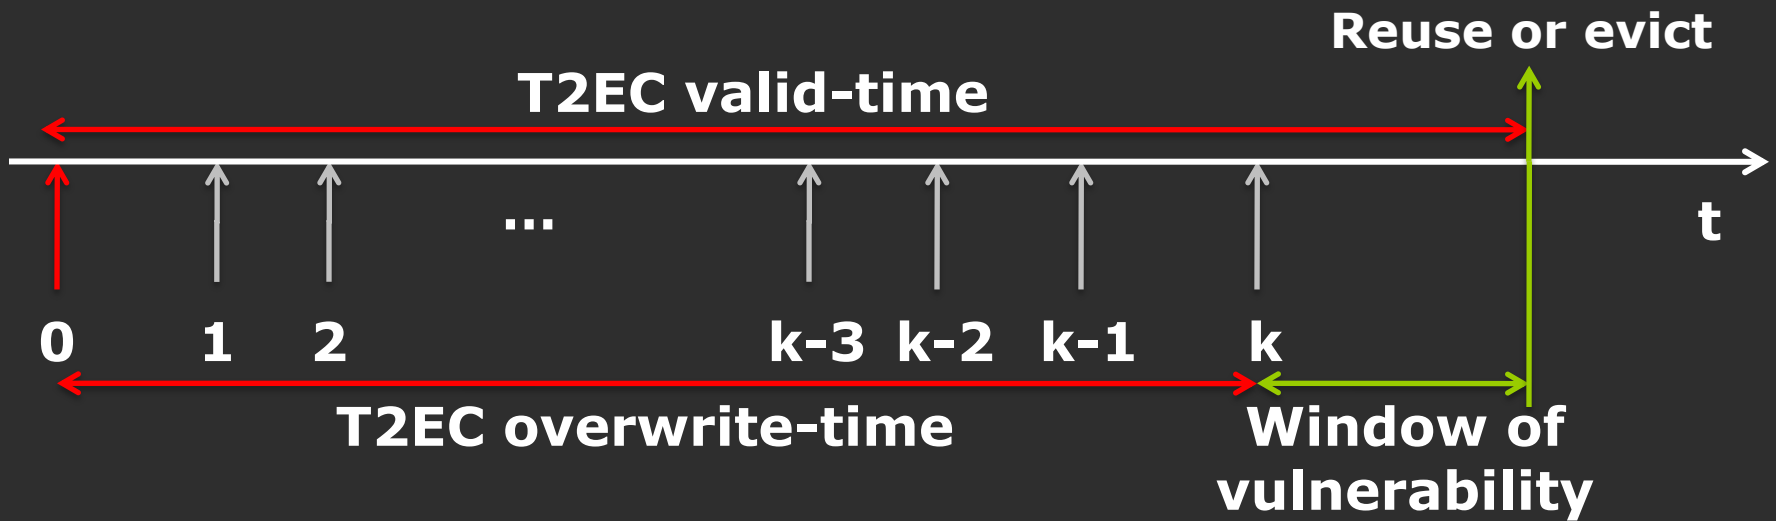 Reuse or evict
T2EC valid-time
...
t
0 1 2 k-3 k-2 k-1 k
T2EC overwrite-time
Window of
vulnerability